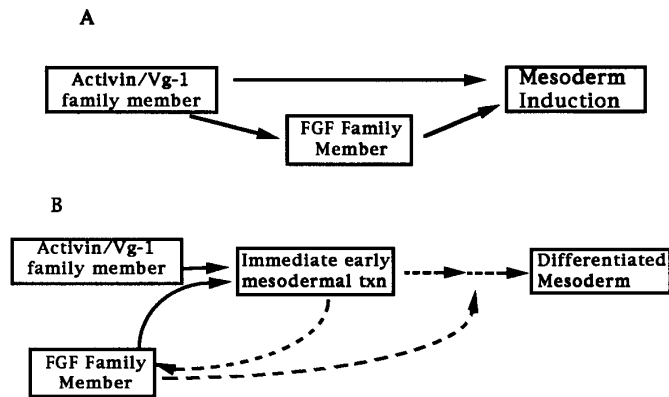 A
Activin/Vg-1
family member
Mesoderm
Induction
FGF Family
Member
B
Activin/Vg-1
family member
Immediate early
mesodermal txn
Differentiated
Mesoderm
FGF Family
Member